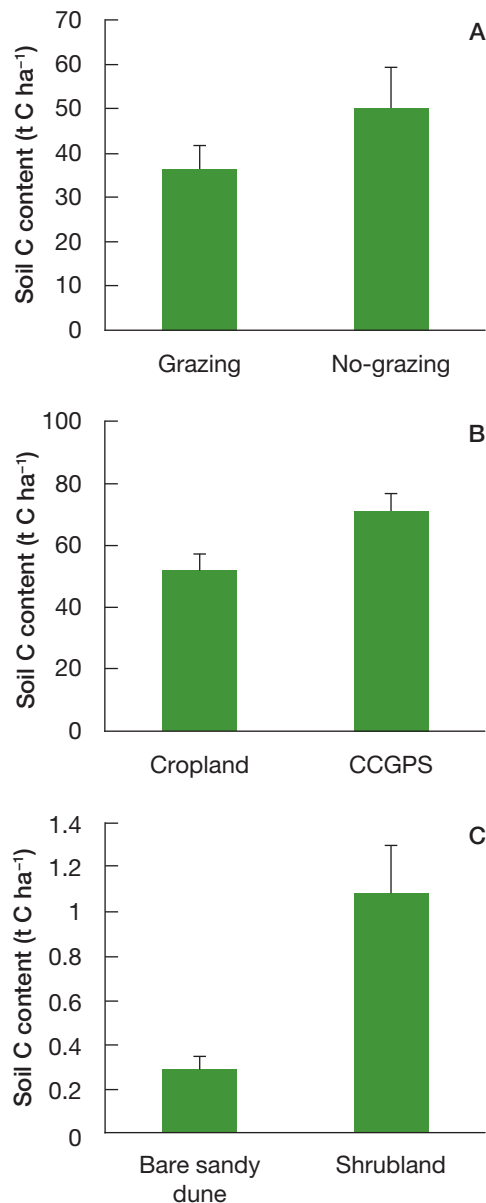 A
Soil C content (t C ha⁻¹)
70
60
50
40
30
20
10
0
Grazing No-grazing
B
Soil C content (t C ha⁻¹)
100
80
60
40
20
0
Cropland CCGPS
C
Soil C content (t C ha⁻¹)
1.4
1.2
1
0.8
0.6
0.4
0.2
0
Bare sandy Shrubland
dune